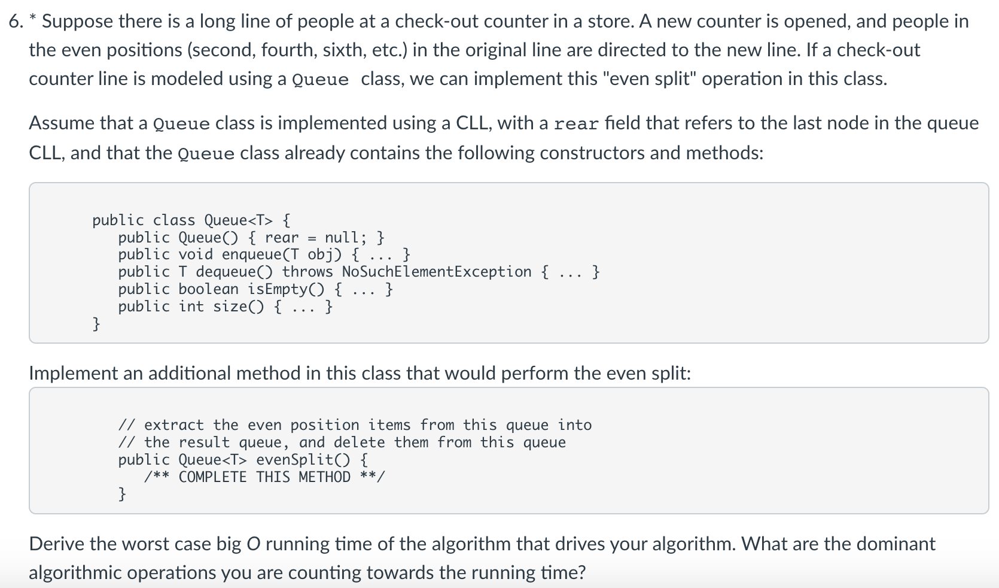 6. * Suppose there is a long line of people at a check-out counter in a store. A new counter is opened, and people in
the even positions (second, fourth, sixth, etc.) in the original line are directed to the new line. If a check-out
counter line is modeled using a Queue class, we can implement this "even split" operation in this class.
Assume that a Queue class is implemented using a CLL, with a rear field that refers to the last node in the queue
CLL, and that the Queue class already contains the following constructors and methods:
public class Queue<T> {
public Queue() { rear = null; }
public void enqueue(T obj) { ... }
public T dequeue() throws NoSuchElementException { ... }
public boolean isEmpty() { ... }
public int size() { ... }
}
Implement an additional method in this class that would perform the even split:
// extract the even position items from this queue into
// the result queue, and delete them from this queue
public Queue<T> evenSplit() {
/** COMPLETE THIS METHOD **/
}
Derive the worst case big O running time of the algorithm that drives your algorithm. What are the dominant
algorithmic operations you are counting towards the running time?